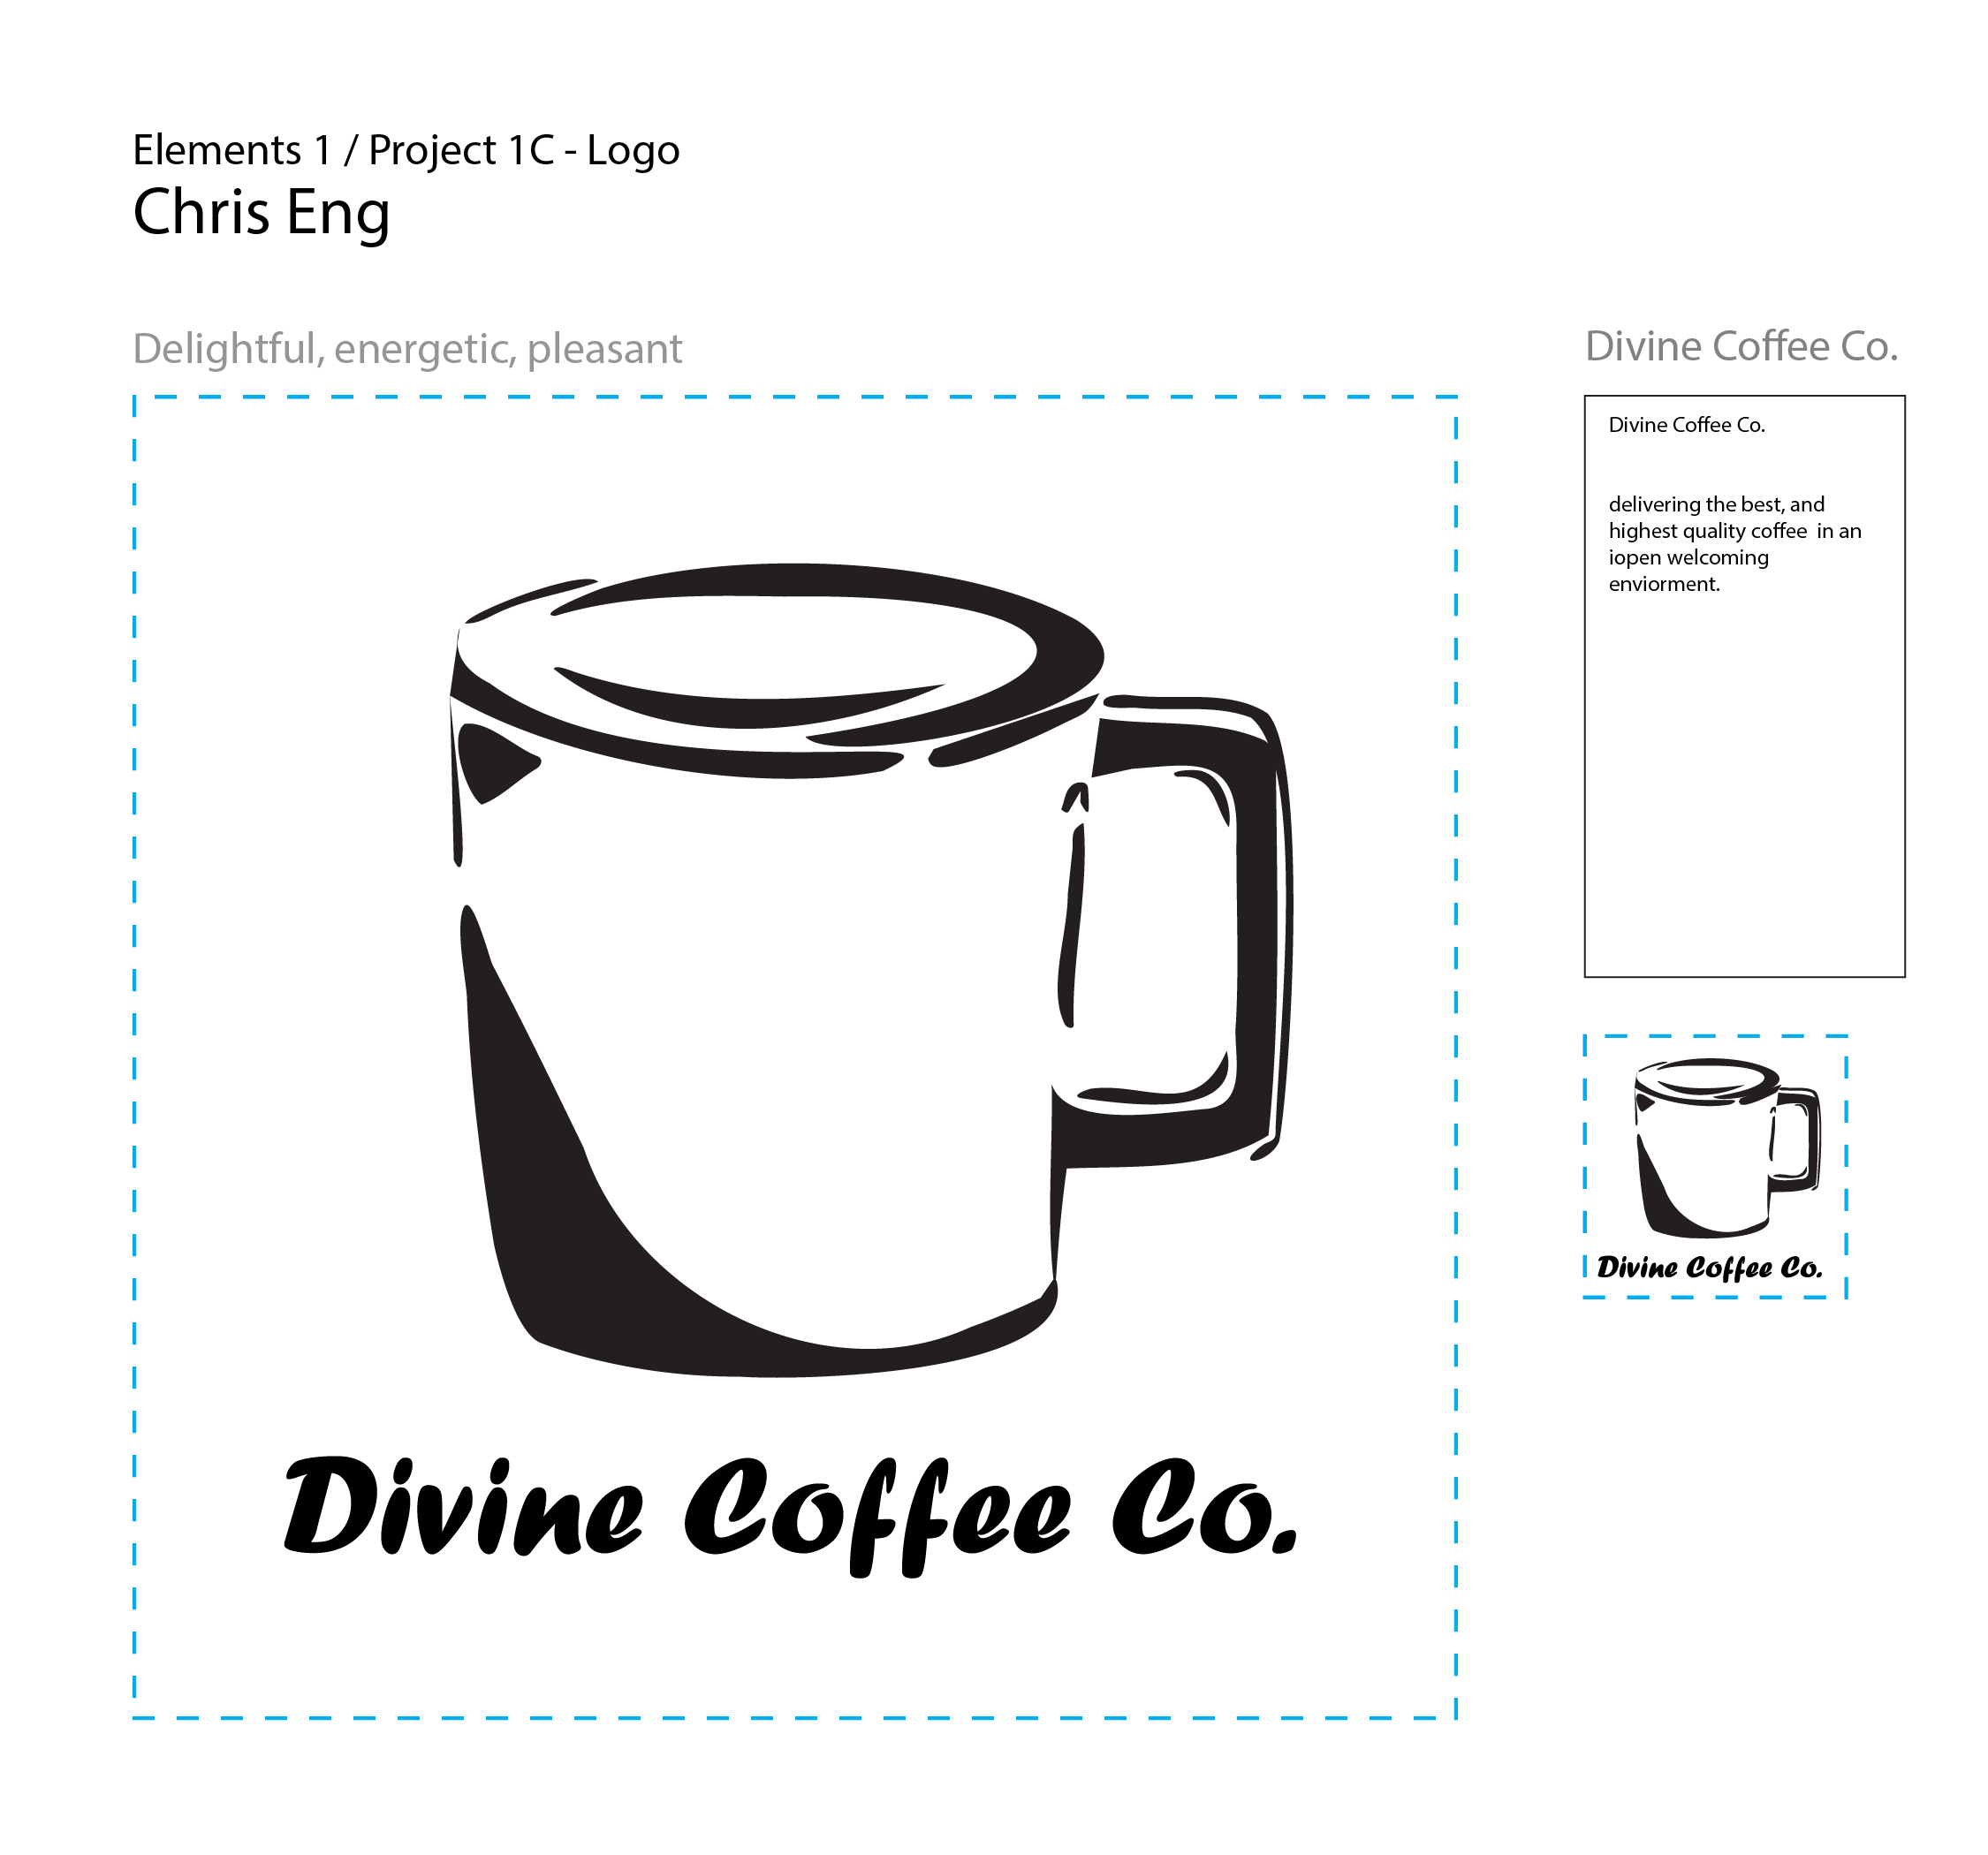 Elements 1 / Project 1C - Logo
Chris Eng
Delightful, energetic, pleasant
Divine Coffee Co.
Divine Coffee Co.
Divine Coffee Co.
delivering the best, and
highest quality coffee  in an
iopen welcoming
enviorment.
Divine Coffee Co.